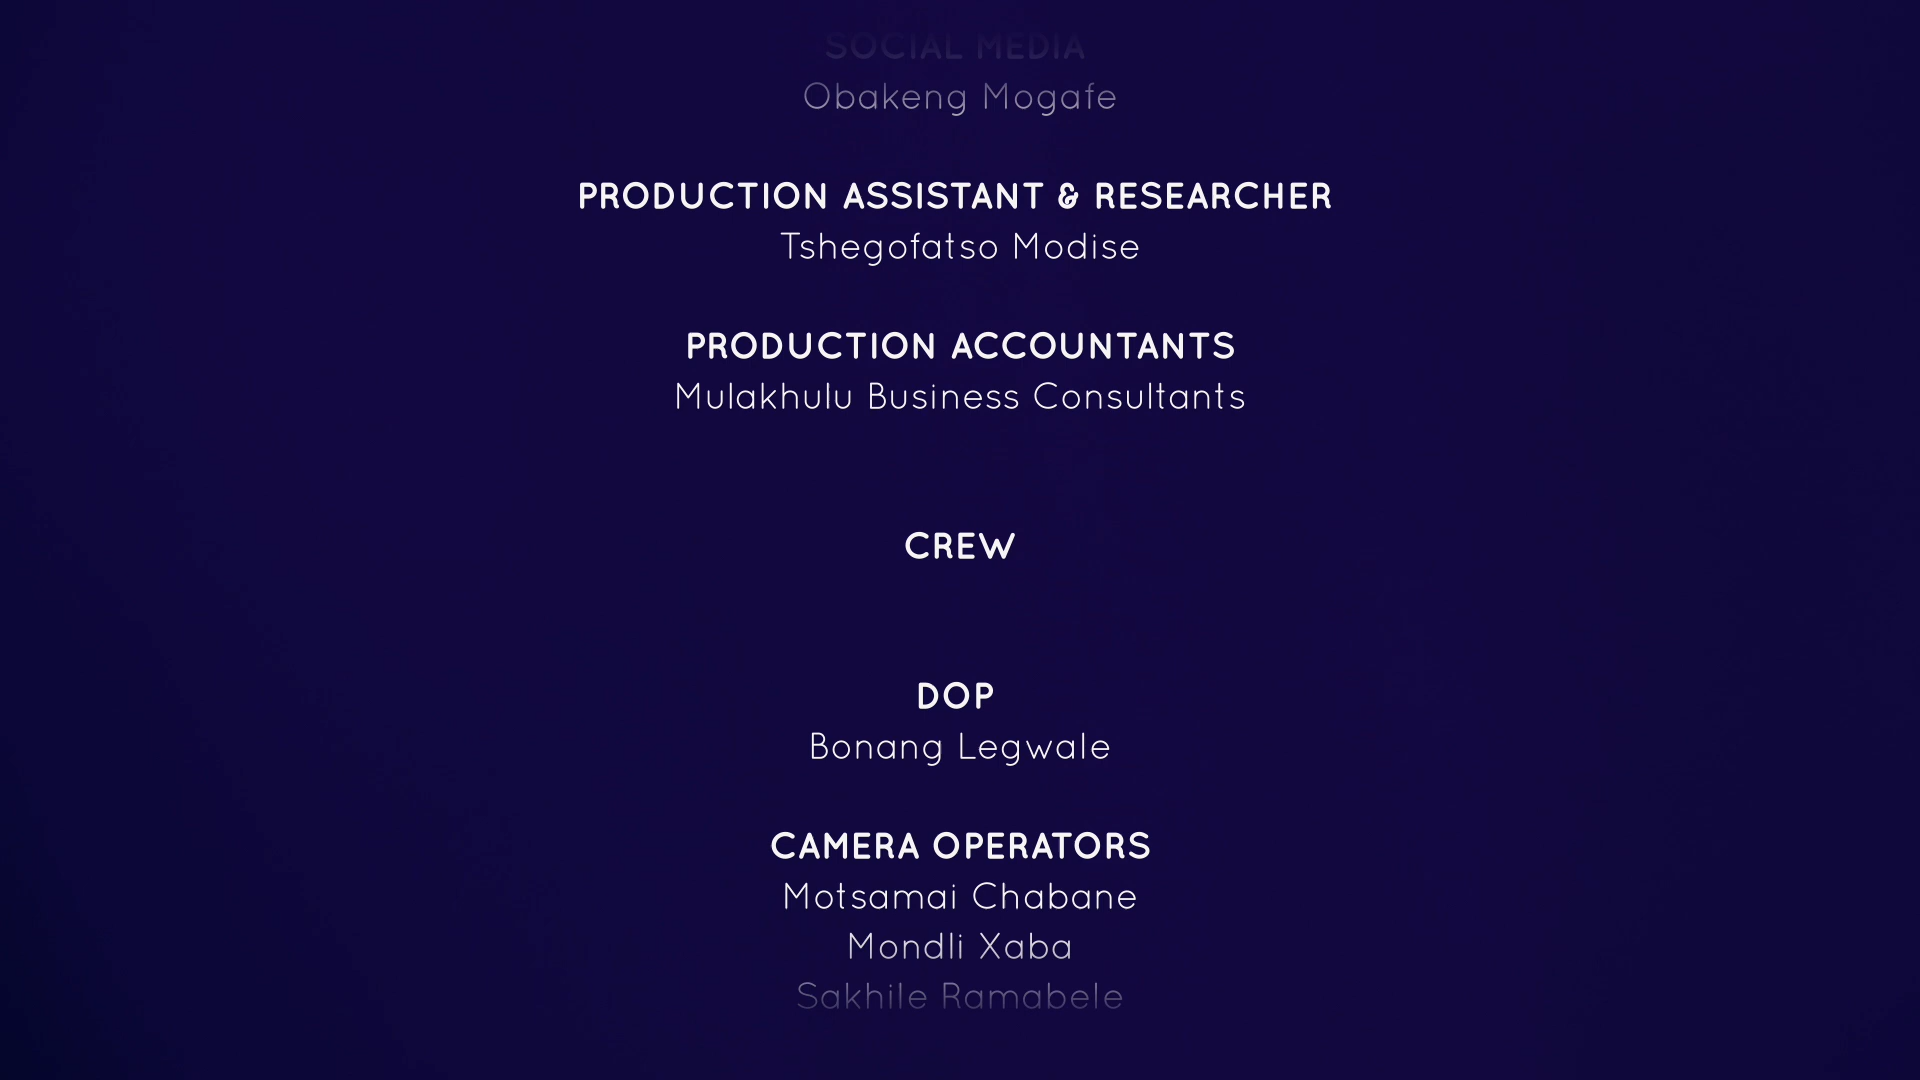 SOCIAL MEDIA
Obakeng Mogafe
PRODUCTION ASSISTANT & RESEARCHER
Tshegofatso Modise
PRODUCTION ACCOUNTANTS
Mulakhulu Business Consultants
CREW
DOP
Bonang Legwale
CAMERA OPERATORS
Motsamai Chabane
Mondli Xaba
Sakhile Ramabele